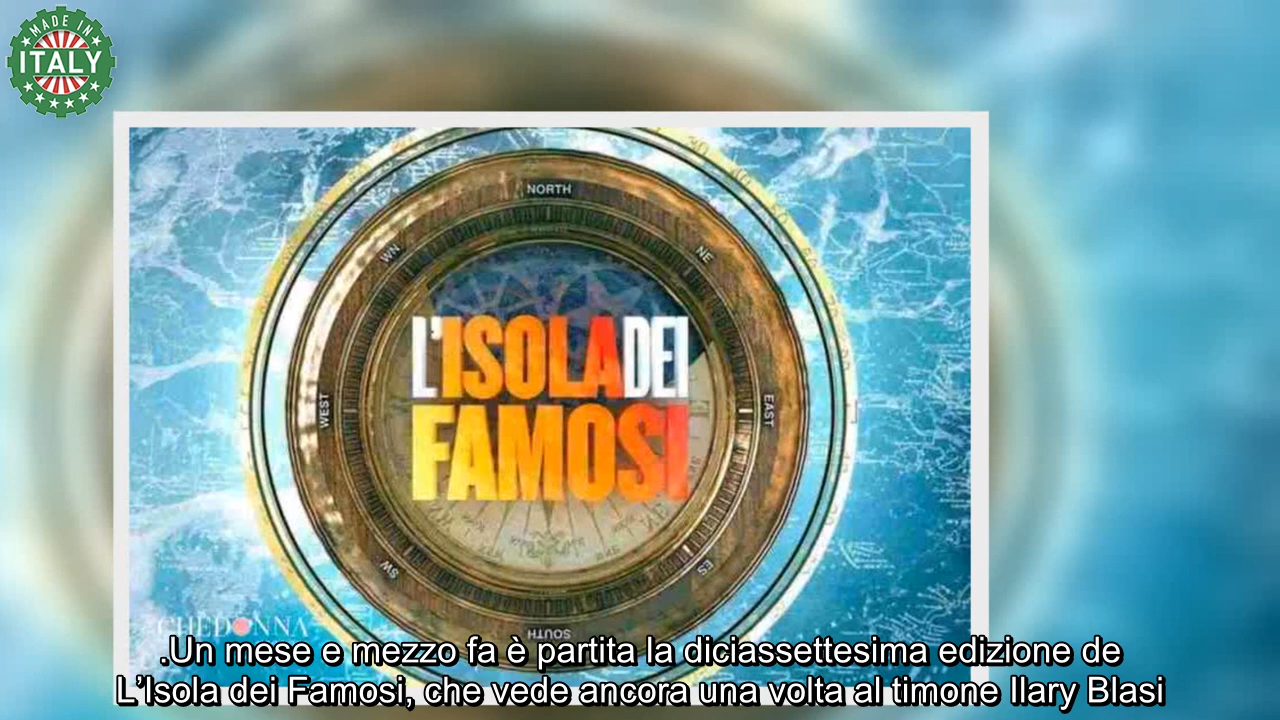 MADE IN
ITALY
NORTH
WN
NE
L'ISOLA DEI
FAMOSI
WEST
EAST
SW
ES
SOUTH
CHEDONNA
.Un mese e mezzo fa è partita la diciassettesima edizione de
L’Isola dei Famosi, che vede ancora una volta al timone Ilary Blasi